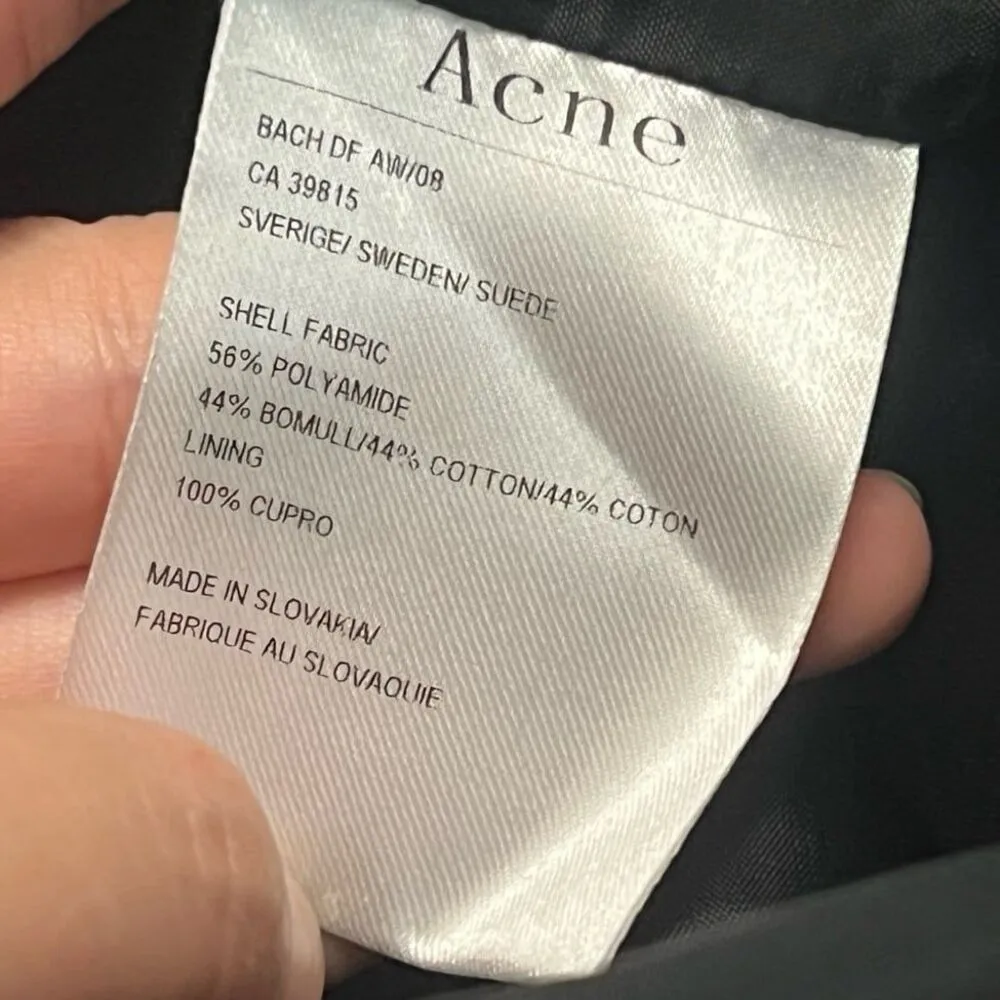 Acne
BACH DF AW/08
CA 39815
SVERIGE/ SWEDEN/ SUEDE
SHELL FABRIC
56% POLYAMIDE
44% BOMULL/44% COTTON/44% COTON
LINING
100% CUPRO
MADE IN SLOVAKIA/
FABRIQUE AU SLOVAQUIE